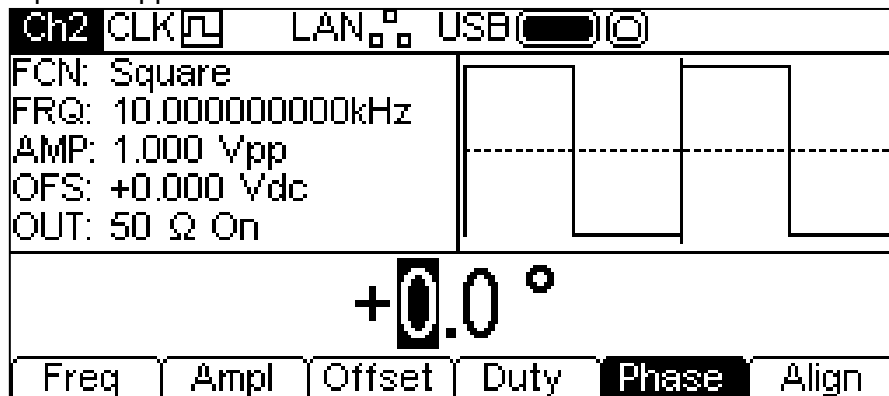 Ch2 CLK LAN USB
FCN: Square
FRQ: 10.000000000kHz
AMP: 1.000 Vpp
OFS: +0.000 Vdc
OUT: 50 Ω On
+0.0 °
Freq Ampl Offset Duty Phase Align